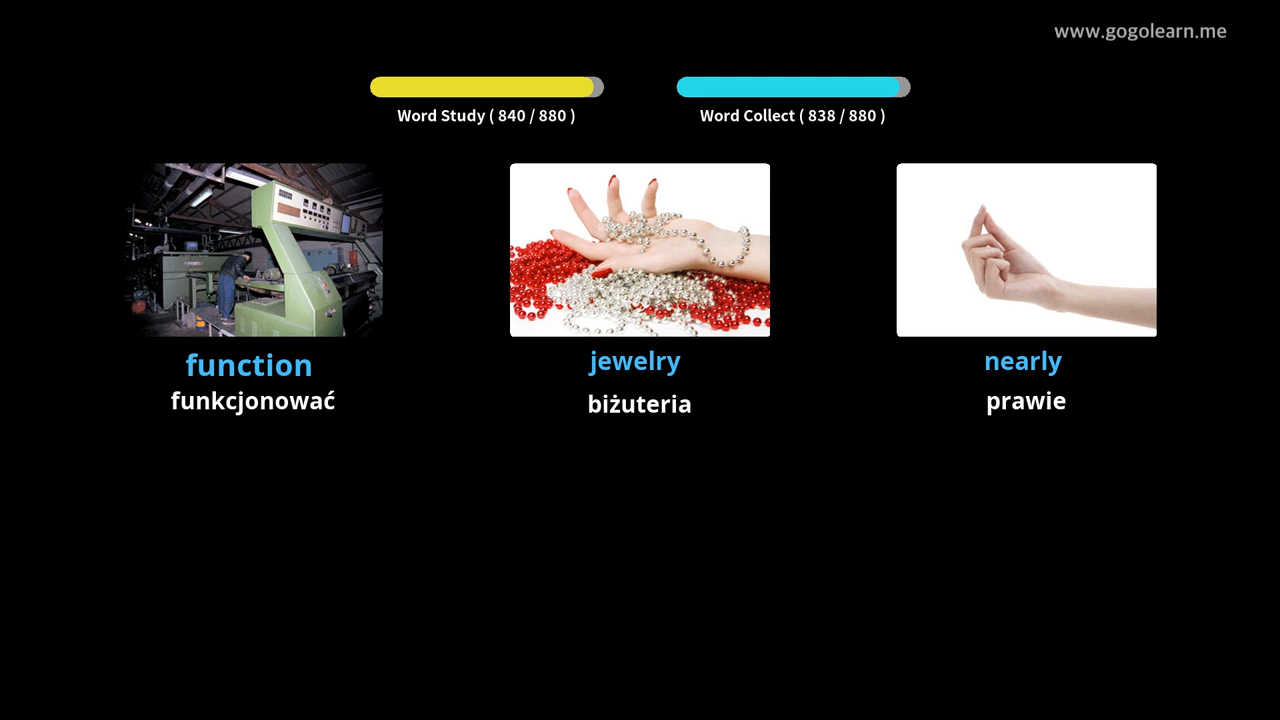 www.gogolearn.me
Word Study ( 840 / 880 )
Word Collect ( 838 / 880 )
function
funkcjonować
jewelry
biżuteria
nearly
prawie